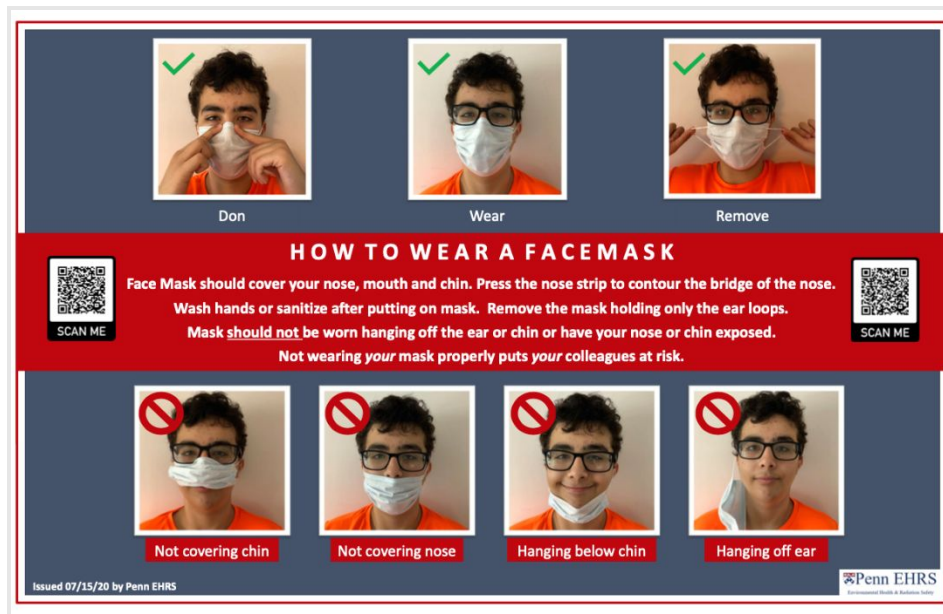 Don
Wear
Remove
HOW TO WEAR A FACEMASK
Face Mask should cover your nose, mouth and chin. Press the nose strip to contour the bridge of the nose.
Wash hands or sanitize after putting on mask. Remove the mask holding only the ear loops.
Mask should not be worn hanging off the ear or chin or have your nose or chin exposed.
Not wearing your mask properly puts your colleagues at risk.
SCAN ME
SCAN ME
Not covering chin
Not covering nose
Hanging below chin
Hanging off ear
Issued 07/15/20 by Penn EHRS
Penn EHRS
Environmental Health & Radiation Safety